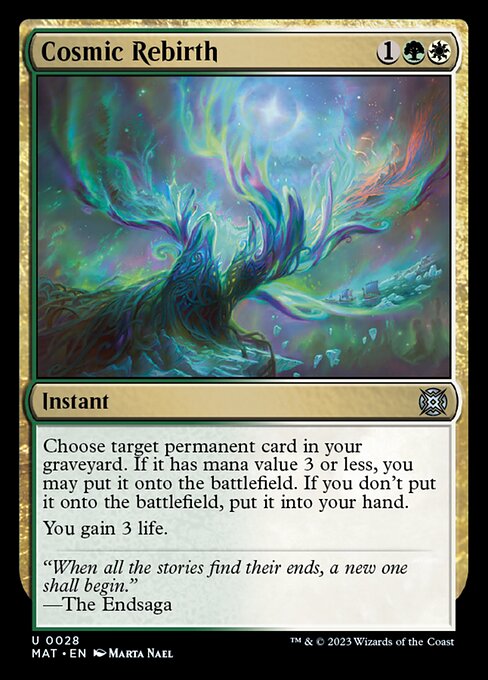 Cosmic Rebirth 1
Instant
Choose target permanent card in your
graveyard. If it has mana value 3 or less, you
may put it onto the battlefield. If you don't put
it onto the battlefield, put it into your hand.
You gain 3 life.
"When all the stories find their ends, a new one
shall begin."
—The Endsaga
U 0028
MAT • EN Marta Nael
™ & © 2023 Wizards of the Coast